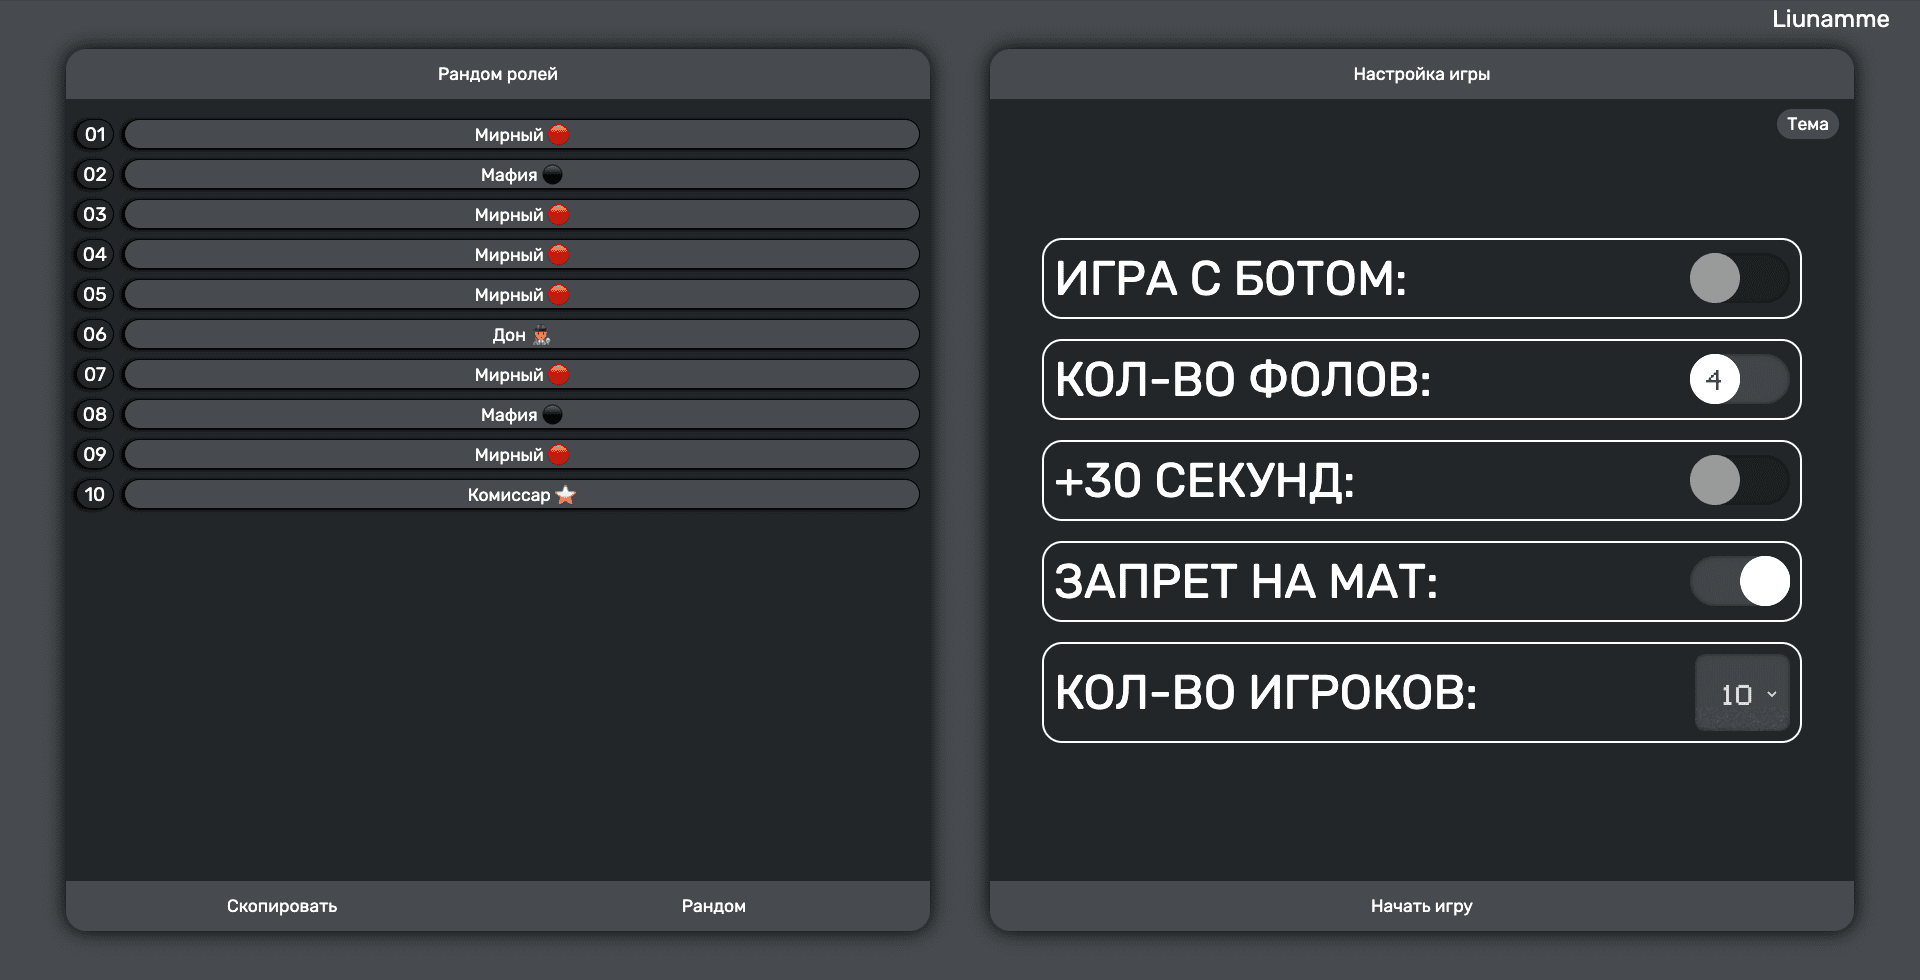 Liunamme
Рандом ролей
01 Мирный
02 Мафия
03 Мирный
04 Мирный
05 Мирный
06 Дон
07 Мирный
08 Мафия
09 Мирный
10 Комиссар
Скопировать Рандом
Настройка игры
Тема
ИГРА С БОТОМ:
КОЛ-ВО ФОЛОВ: 4
+30 СЕКУНД:
ЗАПРЕТ НА МАТ:
КОЛ-ВО ИГРОКОВ: 10
Начать игру